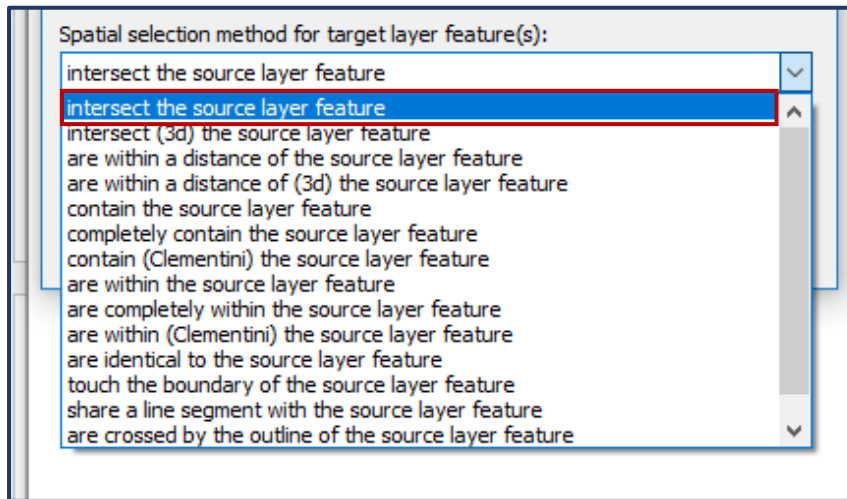 Spatial selection method for target layer feature(s):
intersect the source layer feature
intersect the source layer feature
intersect (3d) the source layer feature
are within a distance of the source layer feature
are within a distance of (3d) the source layer feature
contain the source layer feature
completely contain the source layer feature
contain (Clementini) the source layer feature
are within the source layer feature
are completely within the source layer feature
are within (Clementini) the source layer feature
are identical to the source layer feature
touch the boundary of the source layer feature
share a line segment with the source layer feature
are crossed by the outline of the source layer feature